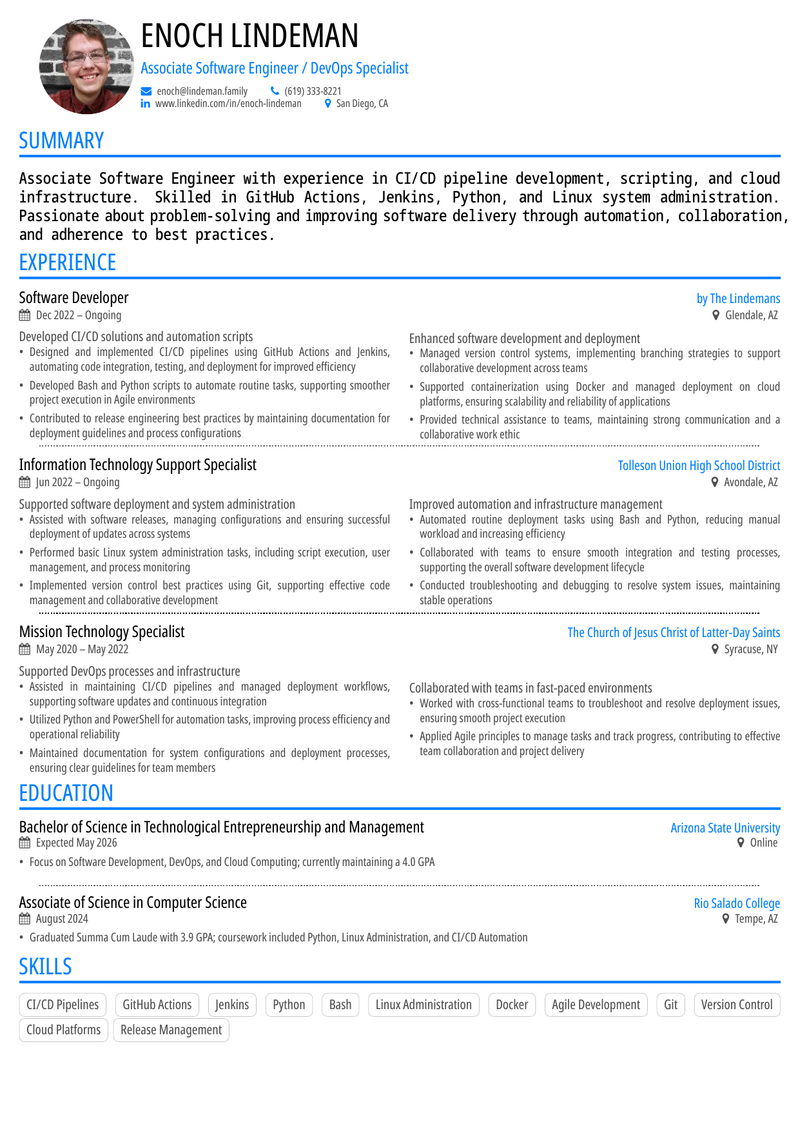 ENOCH LINDEMAN
Associate Software Engineer / DevOps Specialist
enoch@lindeman.family (619) 333-8221
www.linkedin.com/in/enoch-lindeman San Diego, CA
SUMMARY
Associate Software Engineer with experience in CI/CD pipeline development, scripting, and cloud
infrastructure. Skilled in GitHub Actions, Jenkins, Python, and Linux system administration.
Passionate about problem-solving and improving software delivery through automation, collaboration,
and adherence to best practices.
EXPERIENCE
Software Developer by The Lindemans
Dec 2022 – Ongoing Glendale, AZ
Developed CI/CD solutions and automation scripts
• Designed and implemented CI/CD pipelines using GitHub Actions and Jenkins,
automating code integration, testing, and deployment for improved efficiency
• Developed Bash and Python scripts to automate routine tasks, supporting smoother
project execution in Agile environments
• Contributed to release engineering best practices by maintaining documentation for
deployment guidelines and process configurations
Enhanced software development and deployment
• Managed version control systems, implementing branching strategies to support
collaborative development across teams
• Supported containerization using Docker and managed deployment on cloud
platforms, ensuring scalability and reliability of applications
• Provided technical assistance to teams, maintaining strong communication and a
collaborative work ethic
Information Technology Support Specialist Tolleson Union High School District
Jun 2022 – Ongoing Avondale, AZ
Supported software deployment and system administration
• Assisted with software releases, managing configurations and ensuring successful
deployment of updates across systems
• Performed basic Linux system administration tasks, including script execution, user
management, and process monitoring
• Implemented version control best practices using Git, supporting effective code
management and collaborative development
Improved automation and infrastructure management
• Automated routine deployment tasks using Bash and Python, reducing manual
workload and increasing efficiency
• Collaborated with teams to ensure smooth integration and testing processes,
supporting the overall software development lifecycle
• Conducted troubleshooting and debugging to resolve system issues, maintaining
stable operations
Mission Technology Specialist The Church of Jesus Christ of Latter-Day Saints
May 2020 – May 2022 Syracuse, NY
Supported DevOps processes and infrastructure
• Assisted in maintaining CI/CD pipelines and managed deployment workflows,
supporting software updates and continuous integration
• Utilized Python and PowerShell for automation tasks, improving process efficiency and
operational reliability
• Maintained documentation for system configurations and deployment processes,
ensuring clear guidelines for team members
Collaborated with teams in fast-paced environments
• Worked with cross-functional teams to troubleshoot and resolve deployment issues,
ensuring smooth project execution
• Applied Agile principles to manage tasks and track progress, contributing to effective
team collaboration and project delivery
EDUCATION
Bachelor of Science in Technological Entrepreneurship and Management Arizona State University
Expected May 2026 Online
• Focus on Software Development, DevOps, and Cloud Computing; currently maintaining a 4.0 GPA
Associate of Science in Computer Science Rio Salado College
August 2024 Tempe, AZ
• Graduated Summa Cum Laude with 3.9 GPA; coursework included Python, Linux Administration, and CI/CD Automation
SKILLS
CI/CD Pipelines GitHub Actions Jenkins Python Bash Linux Administration Docker Agile Development Git Version Control
Cloud Platforms Release Management